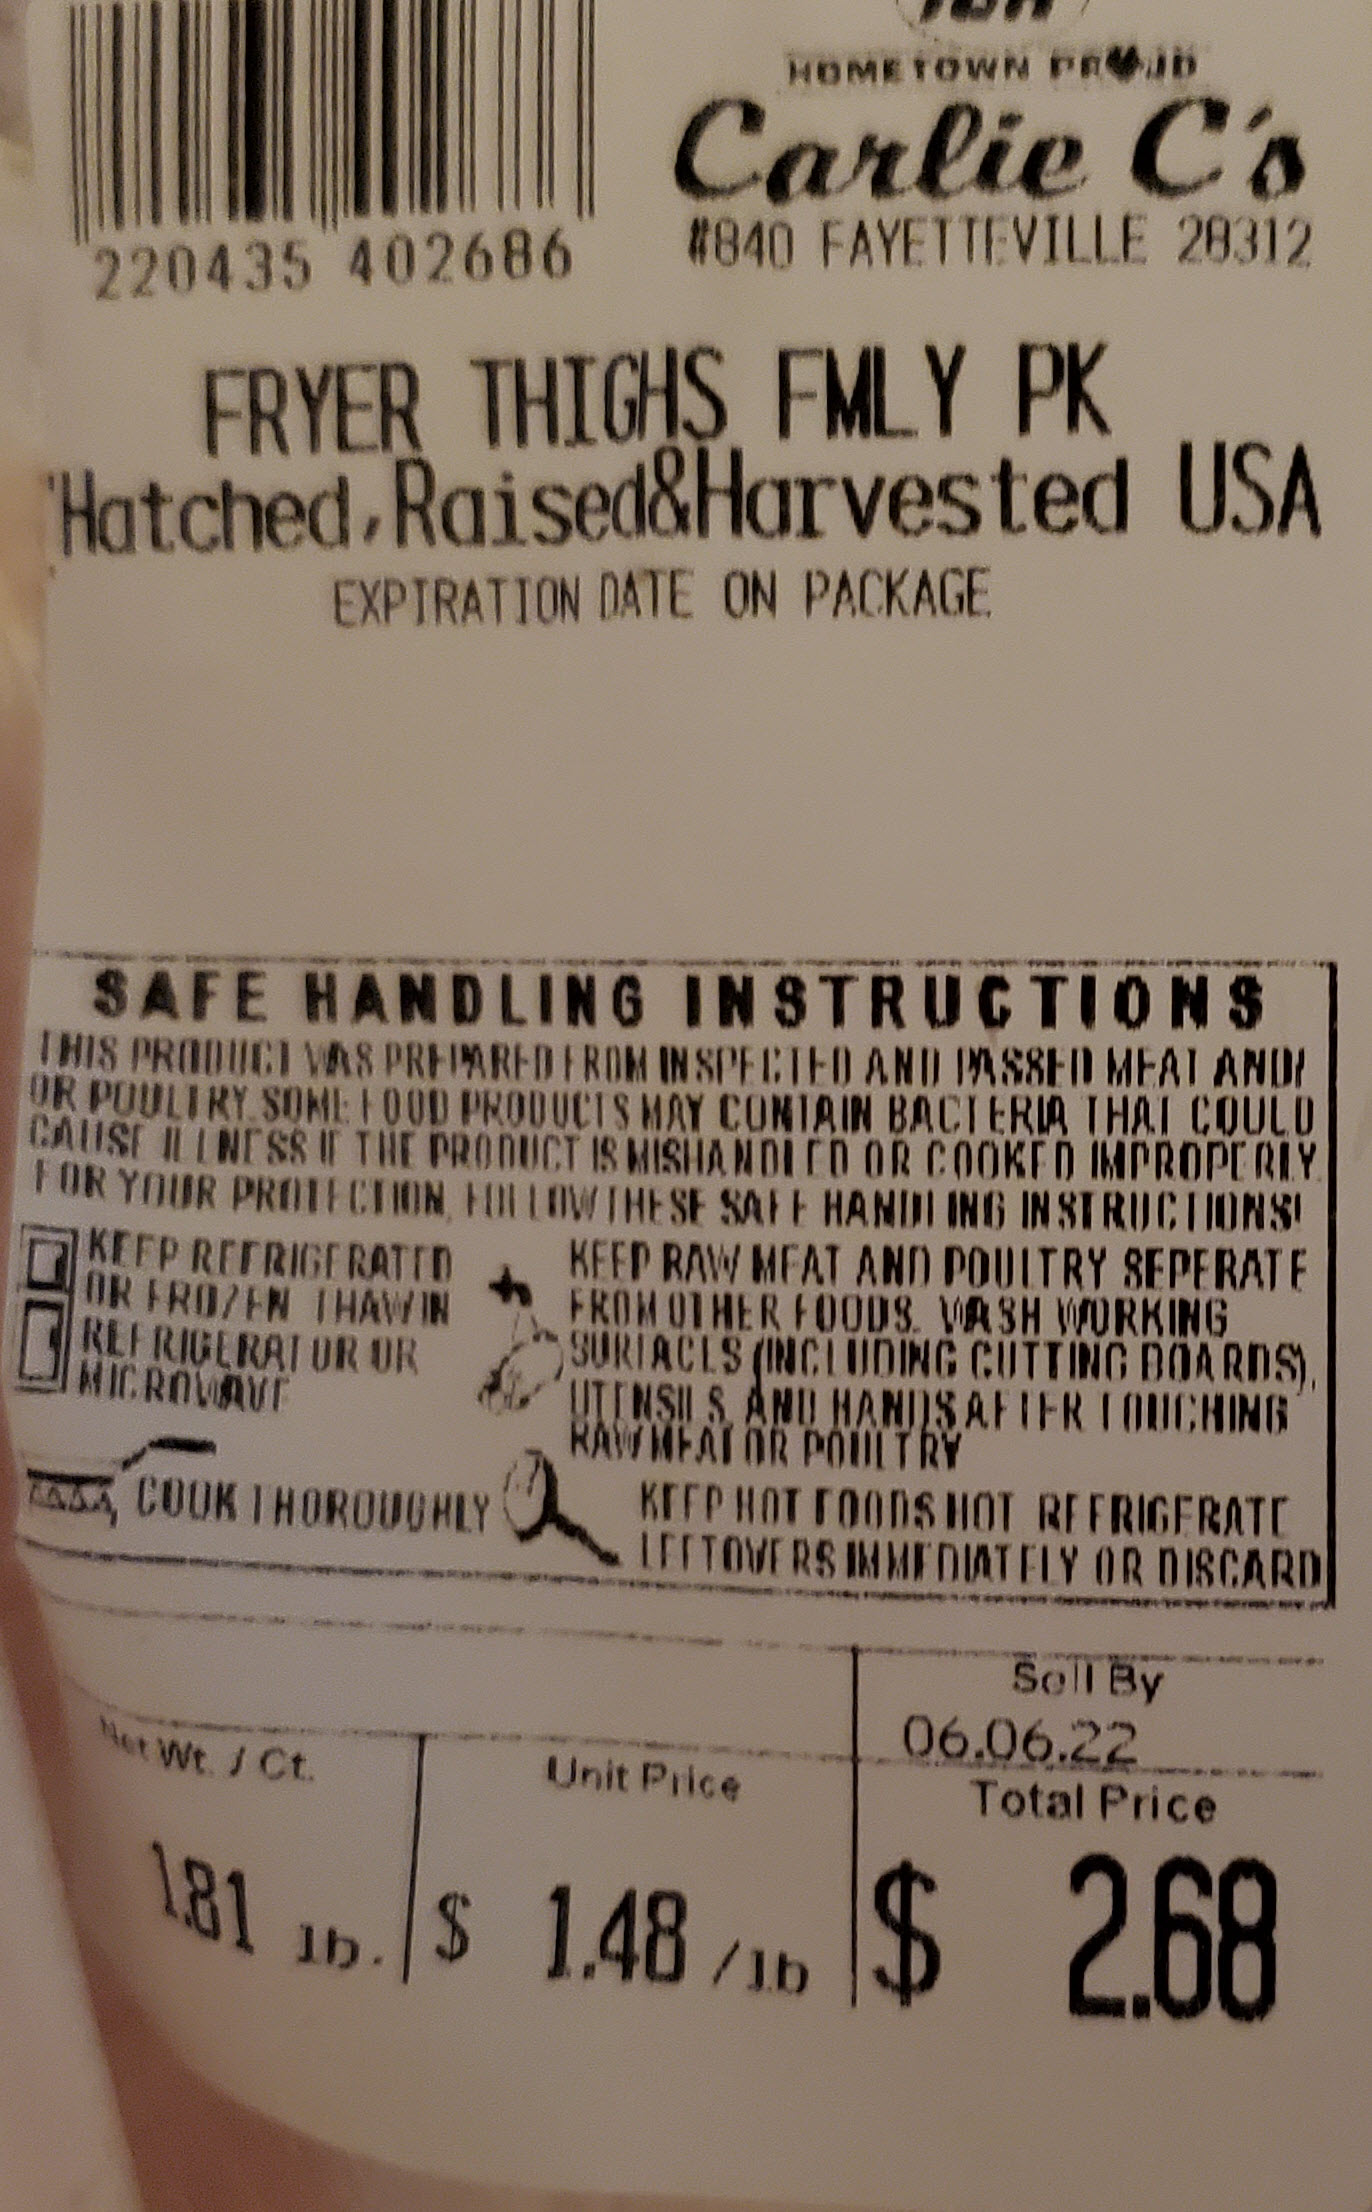 IGA
HOMETOWN PROUD
Carlie C's
#840 FAYETTEVILLE 28312
220435 402686
FRYER THIGHS FMLY PK
'Hatched,Raised&Harvested USA
EXPIRATION DATE ON PACKAGE
SAFE HANDLING INSTRUCTIONS
THIS PRODUCT WAS PREPARED FROM INSPECTED AND PASSED MEAT AND/
OR POULTRY. SOME FOOD PRODUCTS MAY CONTAIN BACTERIA THAT COULD
CAUSE ILLNESS IF THE PRODUCT IS MISHANDLED OR COOKED IMPROPERLY.
FOR YOUR PROTECTION, FOLLOW THESE SAFE HANDLING INSTRUCTIONS!
KEEP REFRIGERATED
OR FROZEN THAW IN
REFRIGERATOR OR
MICROWAVE
KEEP RAW MEAT AND POULTRY SEPERATE
FROM OTHER FOODS. WASH WORKING
SURFACES (INCLUDING CUTTING BOARDS),
UTENSILS, AND HANDS AFTER TOUCHING
RAW MEAT OR POULTRY
COOK THOROUGHLY
KEEP HOT FOODS HOT REFRIGERATE
LEFTOVERS IMMEDIATELY OR DISCARD
Sell By
06.06.22
Net Wt. / Ct.
Unit Price
Total Price
1.81 lb.
$ 1.48 /lb
$ 2.68